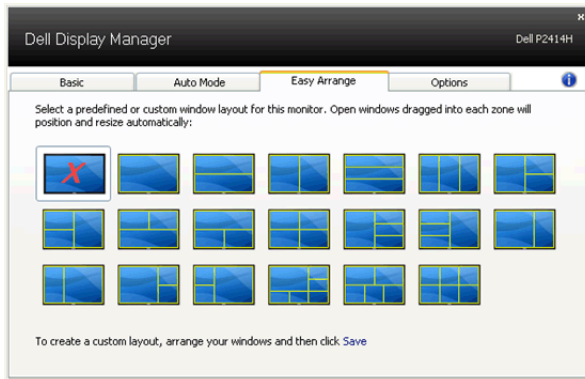 Dell Display Manager
Dell P2414H
Basic
Auto Mode
Easy Arrange
Options
Select a predefined or custom window layout for this monitor. Open windows dragged into each zone will
position and resize automatically:
To create a custom layout, arrange your windows and then click Save